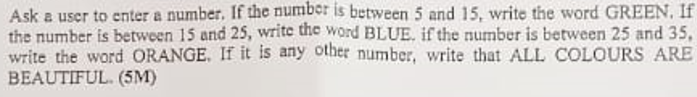 Ask a user to enter a number. If the number is between 5 and 15, write the word GREEN. If
the number is between 15 and 25, write the word BLUE. if the number is between 25 and 35,
write the word ORANGE. If it is any other number, write that ALL COLOURS ARE
BEAUTIFUL. (5M)